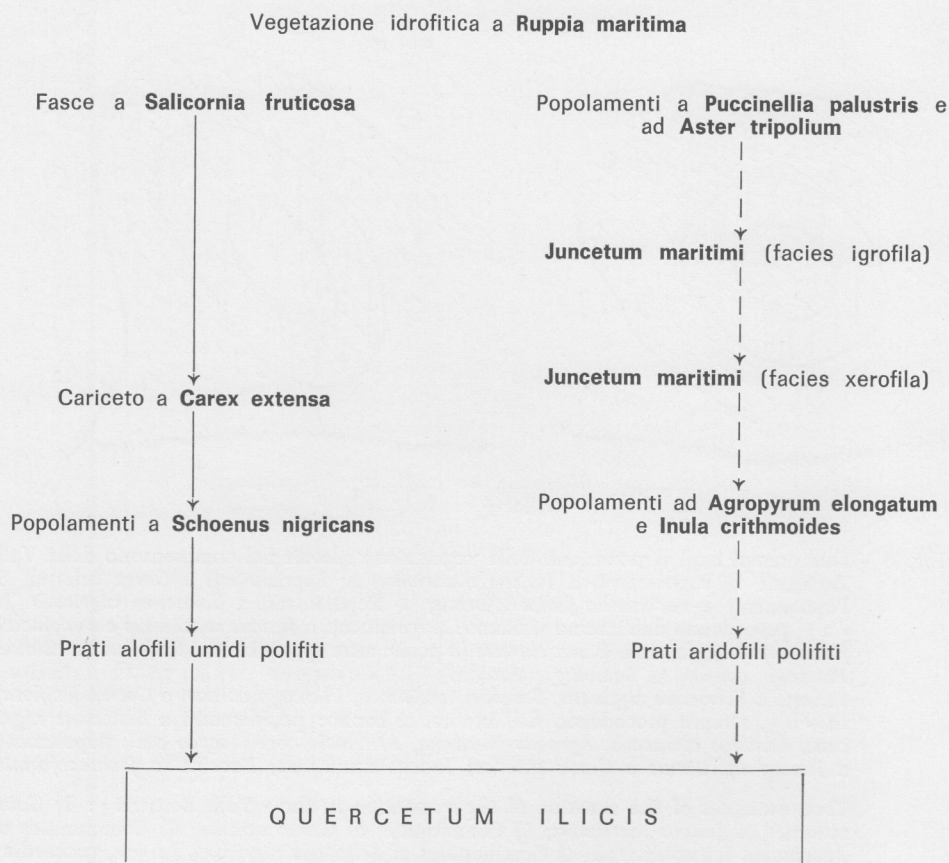 Vegetazione idrofitica a Ruppia maritima
Fasce a Salicornia fruticosa
Popolamenti a Puccinellia palustris e
ad Aster tripolium
Juncetum maritimi (facies igrofila)
Juncetum maritimi (facies xerofila)
Cariceto a Carex extensa
Popolamenti ad Agropyrum elongatum
e Inula crithmoides
Popolamenti a Schoenus nigricans
Prati alofili umidi polifiti
Prati aridofili polifiti
QUERCETUM ILICIS